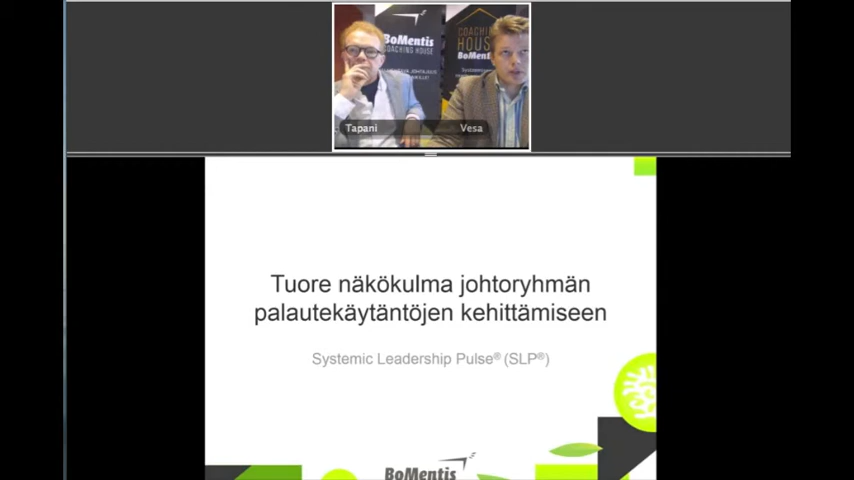 BoMentis
COACHING HOUSE
COACHING
HOUSE
BoMentis
Tapani
Vesa
Tuore näkökulma johtoryhmän
palautekäytäntöjen kehittämiseen
Systemic Leadership Pulse® (SLP®)
BoMentis